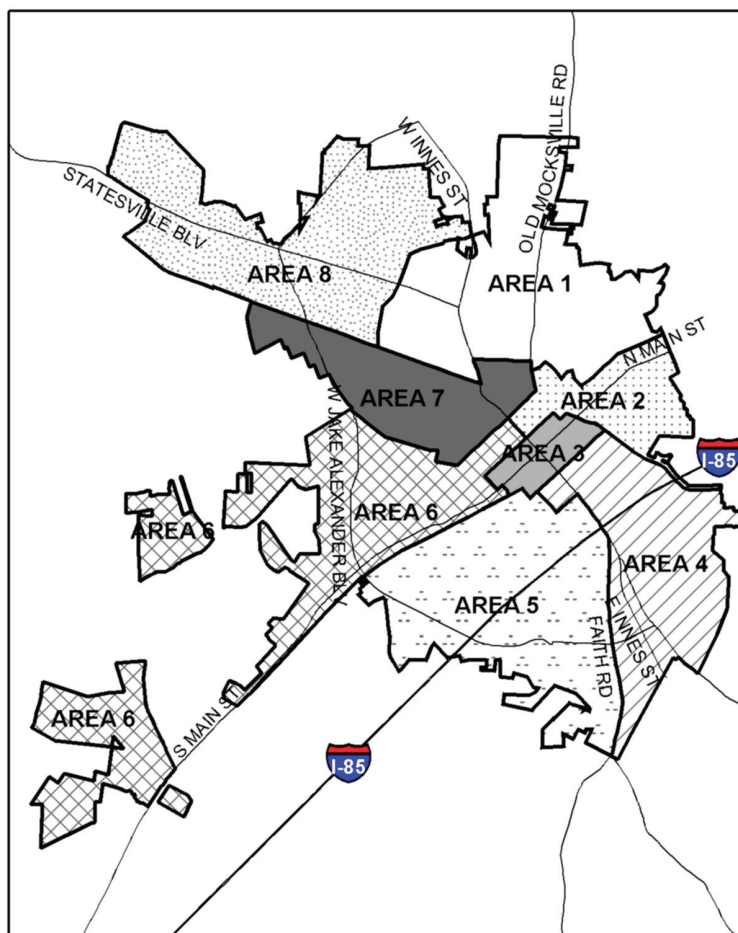 W INNES ST
OLD MOCKSVILLE RD
STATESVILLE BLV
AREA 8
AREA 1
N MAIN ST
AREA 7
AREA 2
W JAKE ALEXANDER BLV
AREA 3
I-85
AREA 6
AREA 6
AREA 4
AREA 5
FAITH RD
E INNES ST
AREA 6
S MAIN ST
I-85